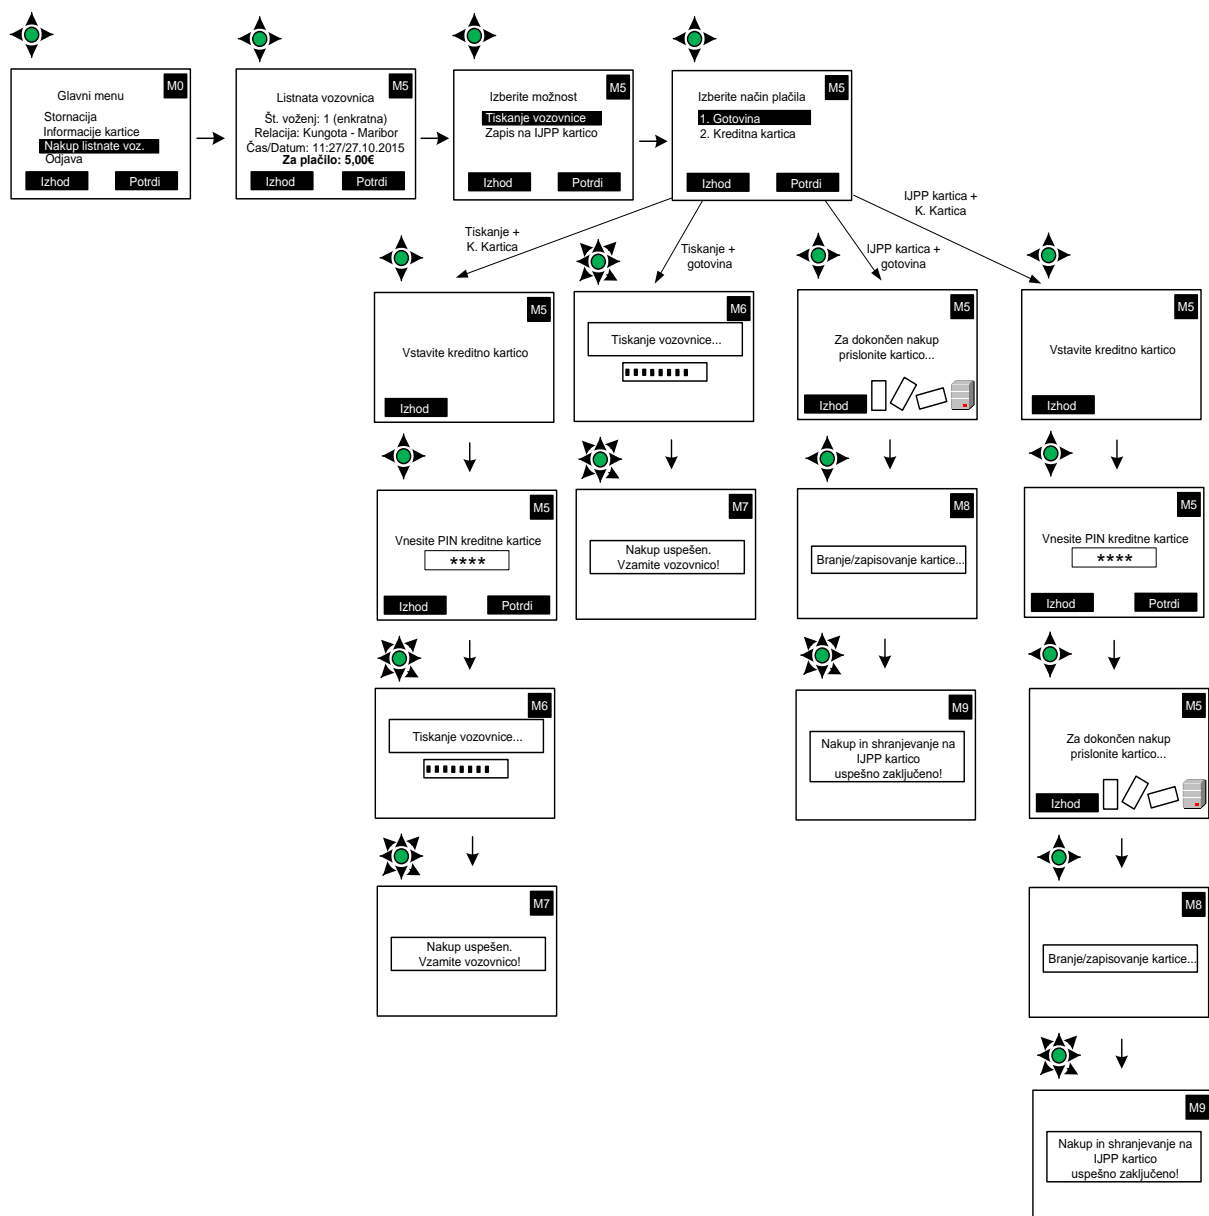 M0
Glavni menu
Stornacija
Informacije kartice
Nakup listnate voz.
Odjava
Izhod
Potrdi
M5
Listnata vozovnica
Št. voženj: 1 (enkratna)
Relacija: Kungota - Maribor
Čas/Datum: 11:27/27.10.2015
Za plačilo: 5,00€
Izhod
Potrdi
M5
Izberite možnost
Tiskanje vozovnice
Zapis na IJPP kartico
Izhod
Potrdi
M5
Izberite način plačila
1. Gotovina
2. Kreditna kartica
Izhod
Potrdi
Tiskanje +
K. Kartica
Tiskanje +
gotovina
IJPP kartica +
gotovina
IJPP kartica +
K. Kartica
M5
Vstavite kreditno kartico
Izhod
M5
Vnesite PIN kreditne kartice
****
Izhod
Potrdi
M6
Tiskanje vozovnice...
M7
Nakup uspešen.
Vzamite vozovnico!
M6
Tiskanje vozovnice...
M7
Nakup uspešen.
Vzamite vozovnico!
M5
Za dokončen nakup
prislonite kartico...
Izhod
M8
Branje/zapisovanje kartice...
M9
Nakup in shranjevanje na
IJPP kartico
uspešno zaključeno!
M5
Vstavite kreditno kartico
Izhod
M5
Vnesite PIN kreditne kartice
****
Izhod
Potrdi
M5
Za dokončen nakup
prislonite kartico...
Izhod
M8
Branje/zapisovanje kartice...
M9
Nakup in shranjevanje na
IJPP kartico
uspešno zaključeno!